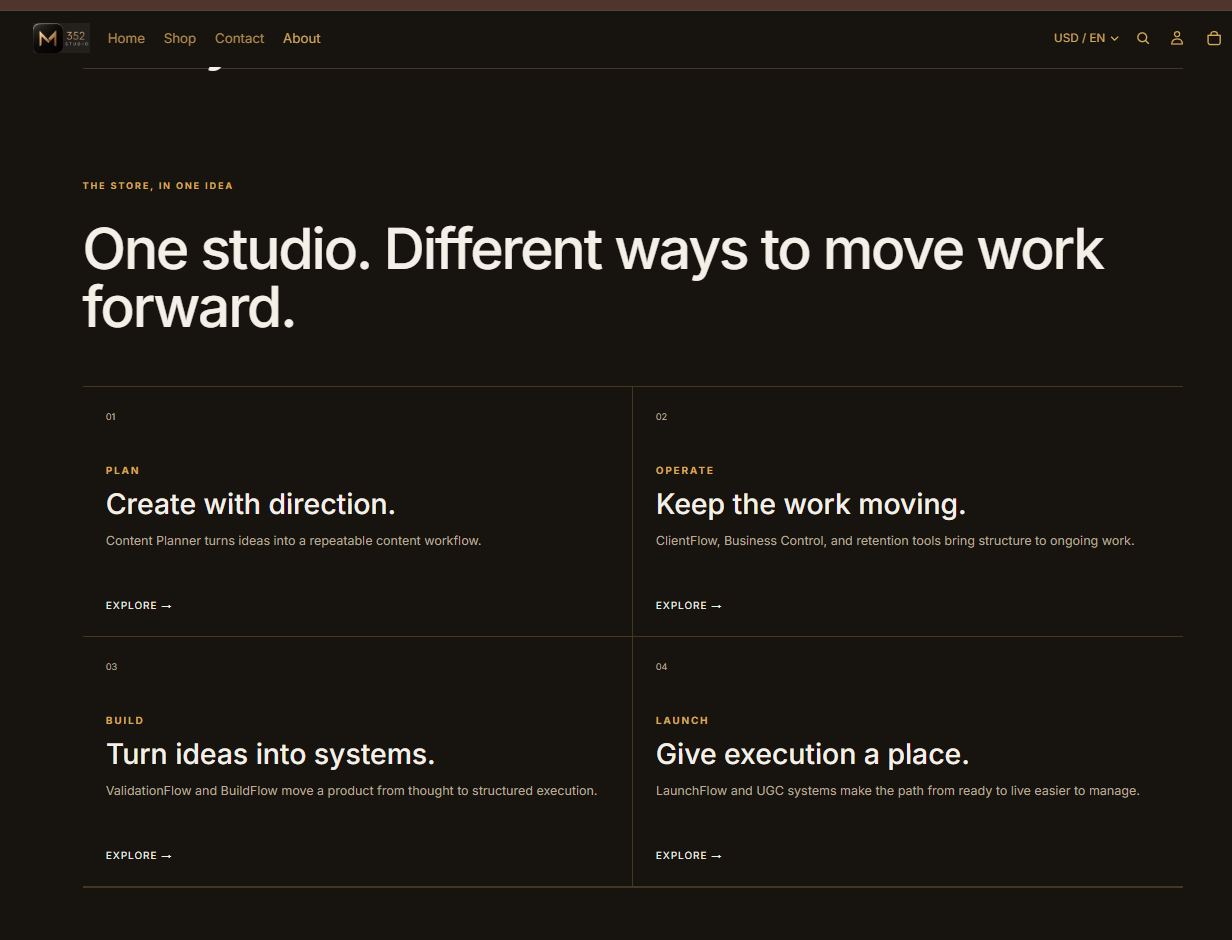 M 352 STUDIO
Home Shop Contact About
USD / EN
THE STORE, IN ONE IDEA
One studio. Different ways to move work
forward.
01
PLAN
Create with direction.
Content Planner turns ideas into a repeatable content workflow.
EXPLORE →
02
OPERATE
Keep the work moving.
ClientFlow, Business Control, and retention tools bring structure to ongoing work.
EXPLORE →
03
BUILD
Turn ideas into systems.
ValidationFlow and BuildFlow move a product from thought to structured execution.
EXPLORE →
04
LAUNCH
Give execution a place.
LaunchFlow and UGC systems make the path from ready to live easier to manage.
EXPLORE →